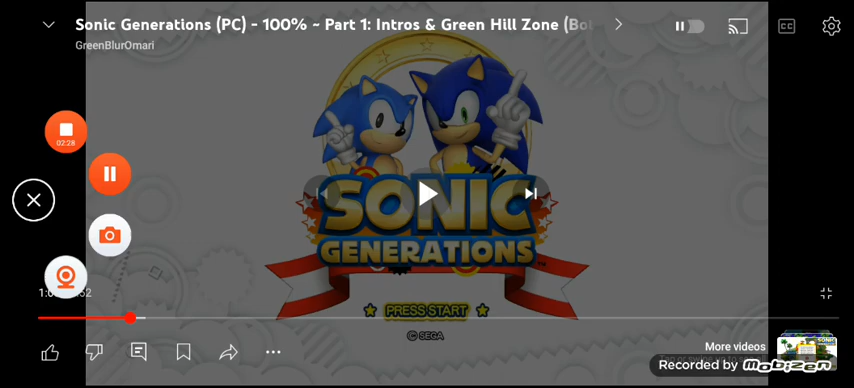 Sonic Generations (PC) - 100% ~ Part 1: Intros & Green Hill Zone (Bo
GreenBlurOmari
CC
02:28
SONIC
GENERATIONS
PRESS START
© SEGA
More videos
Recorded by Mobizen